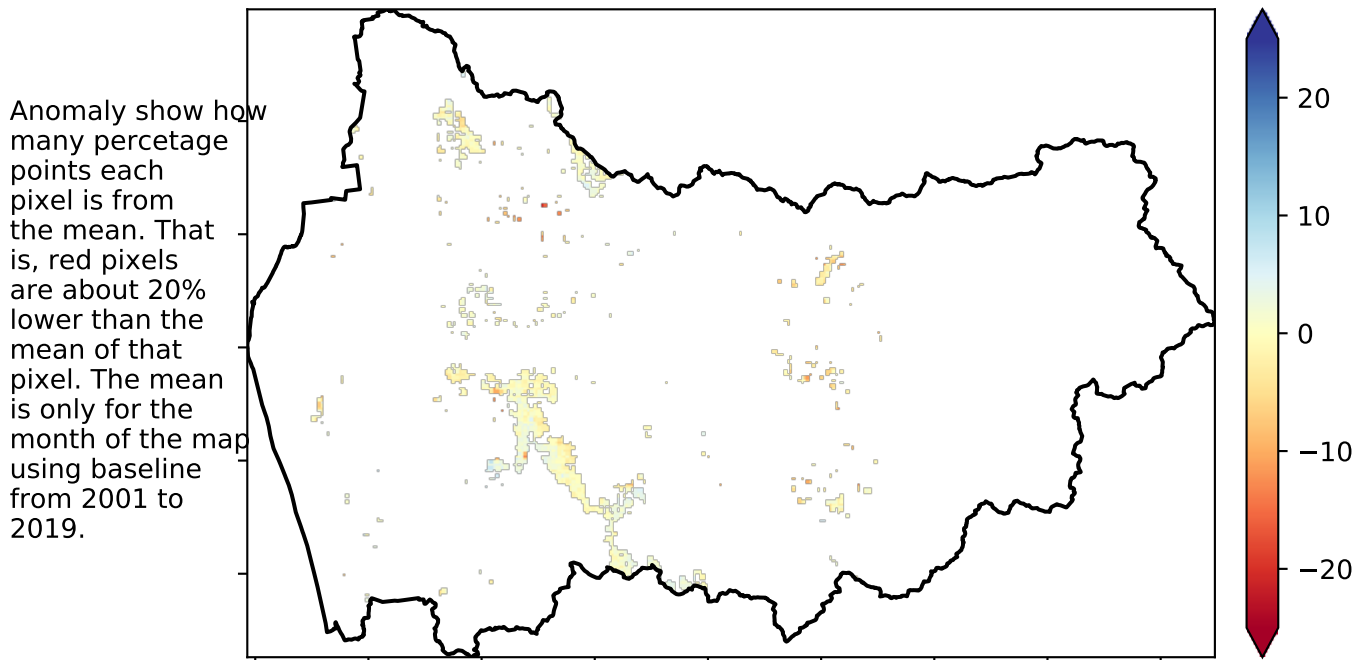 Anomaly show how
many percetage
points each
pixel is from
the mean. That
is, red pixels
are about 20%
lower than the
mean of that
pixel. The mean
is only for the
month of the map
using baseline
from 2001 to
2019.
20
10
0
−10
−20